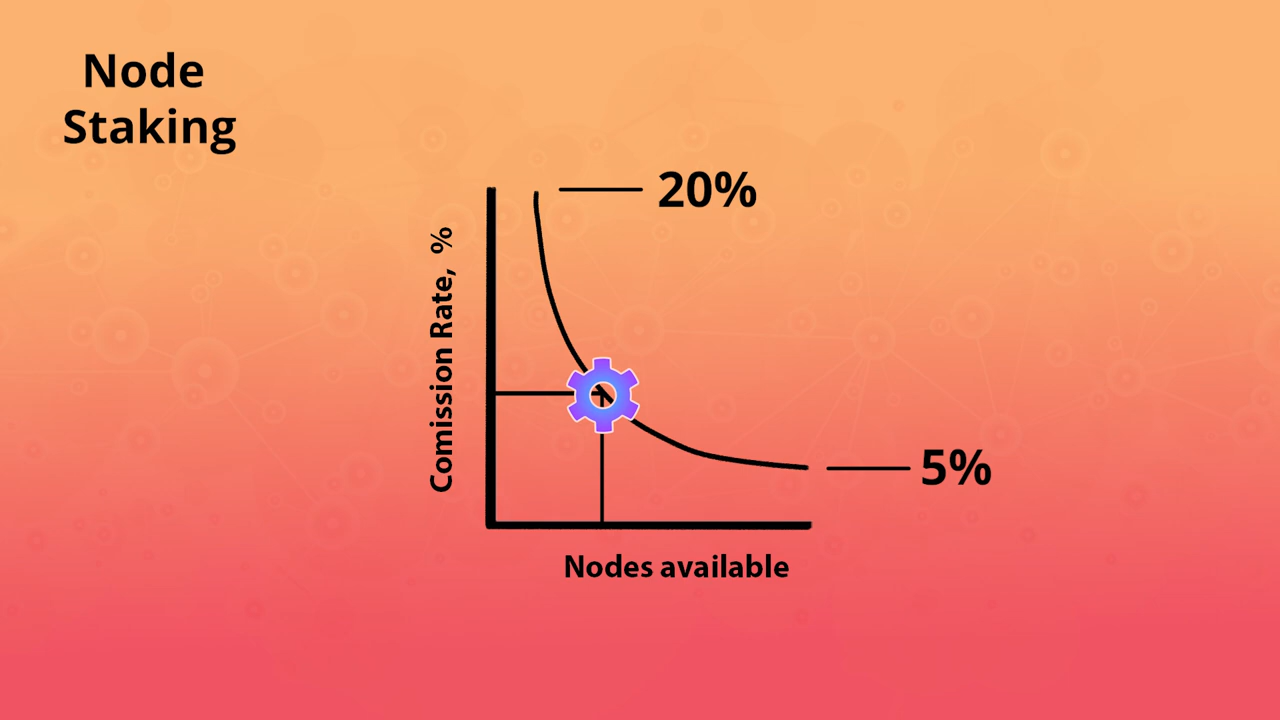 Node
Staking
20%
Comission Rate, %
5%
Nodes available